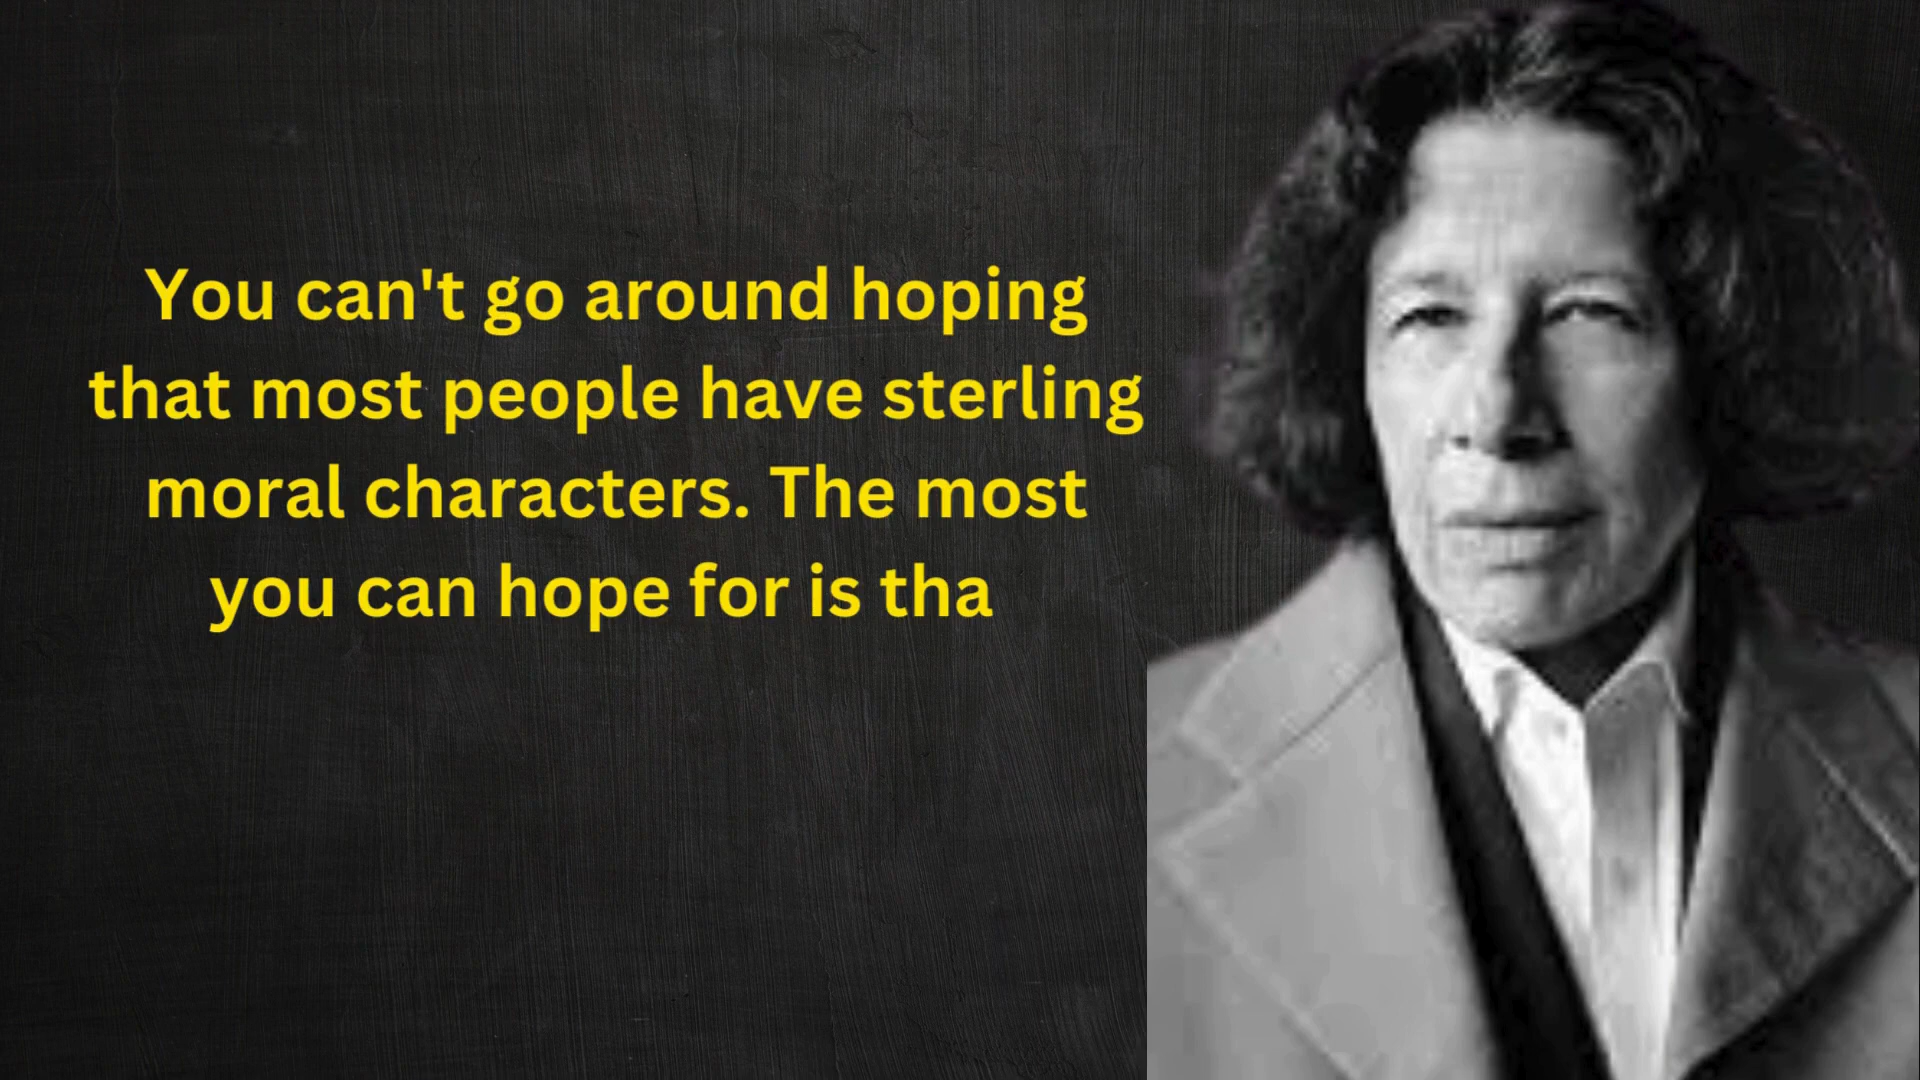 You can't go around hoping
that most people have sterling
moral characters. The most
you can hope for is tha